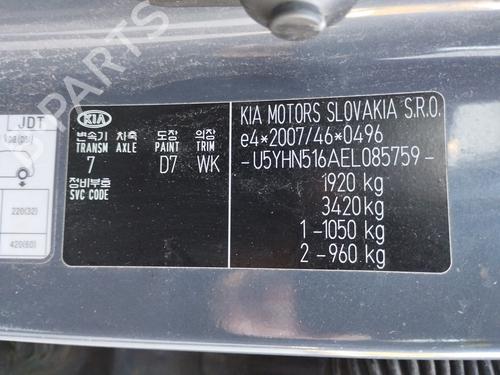 JDT
220(32)
420(60)
KIA
변속기 차축 도장 의장
TRANSM AXLE PAINT TRIM
7 D7 WK
정비부호
SVC CODE
KIA MOTORS SLOVAKIA S.R.O.
e4*2007/46*0496
-U5YHN516AEL085759-
1920 kg
3420 kg
1-1050 kg
2-960 kg